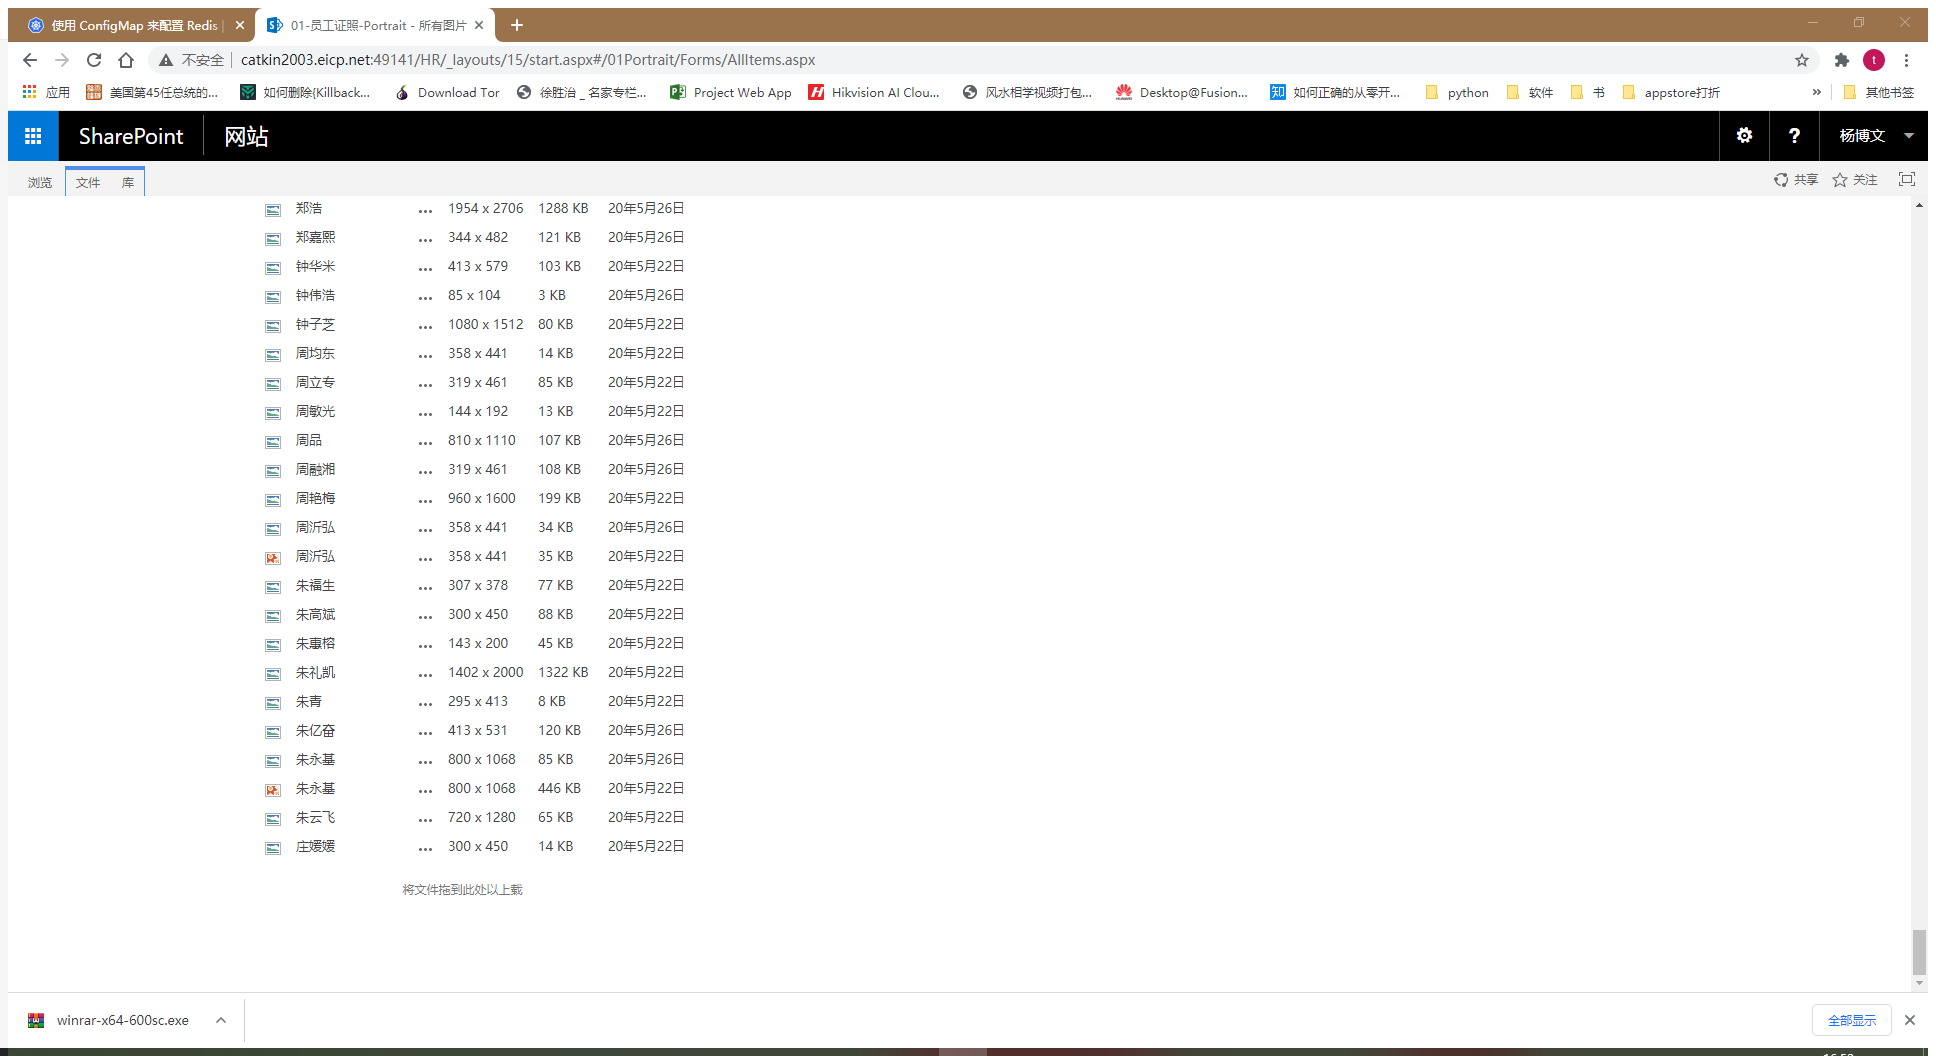 使用 ConfigMap 来配置 Redis
01-员工证照-Portrait - 所有图片
不安全 catkin2003.eicp.net:49141/HR/_layouts/15/start.aspx#/01Portrait/Forms/AllItems.aspx t
应用 美国第45任总统的... 如何删除(Killback... Download Tor 徐胜治 _ 名家专栏... Project Web App Hikvision AI Clou... 风水相学视频打包... Desktop@Fusion... 知 如何正确的从零开... python 软件 书 appstore打折 » 其他书签
SharePoint 网站 ? 杨博文
浏览 文件 库 共享 关注
郑浩 ... 1954 x 2706 1288 KB 20年5月26日
郑嘉熙 ... 344 x 482 121 KB 20年5月26日
钟华米 ... 413 x 579 103 KB 20年5月22日
钟伟浩 ... 85 x 104 3 KB 20年5月26日
钟子芝 ... 1080 x 1512 80 KB 20年5月22日
周均东 ... 358 x 441 14 KB 20年5月22日
周立专 ... 319 x 461 85 KB 20年5月22日
周敏光 ... 144 x 192 13 KB 20年5月22日
周品 ... 810 x 1110 107 KB 20年5月26日
周融湘 ... 319 x 461 108 KB 20年5月26日
周艳梅 ... 960 x 1600 199 KB 20年5月22日
周沂弘 ... 358 x 441 34 KB 20年5月26日
周沂弘 ... 358 x 441 35 KB 20年5月22日
朱福生 ... 307 x 378 77 KB 20年5月22日
朱高斌 ... 300 x 450 88 KB 20年5月22日
朱惠榕 ... 143 x 200 45 KB 20年5月22日
朱礼凯 ... 1402 x 2000 1322 KB 20年5月22日
朱青 ... 295 x 413 8 KB 20年5月22日
朱亿奋 ... 413 x 531 120 KB 20年5月26日
朱永基 ... 800 x 1068 85 KB 20年5月26日
朱永基 ... 800 x 1068 446 KB 20年5月22日
朱云飞 ... 720 x 1280 65 KB 20年5月22日
庄媛媛 ... 300 x 450 14 KB 20年5月22日
将文件拖到此处以上载
winrar-x64-600sc.exe 全部显示